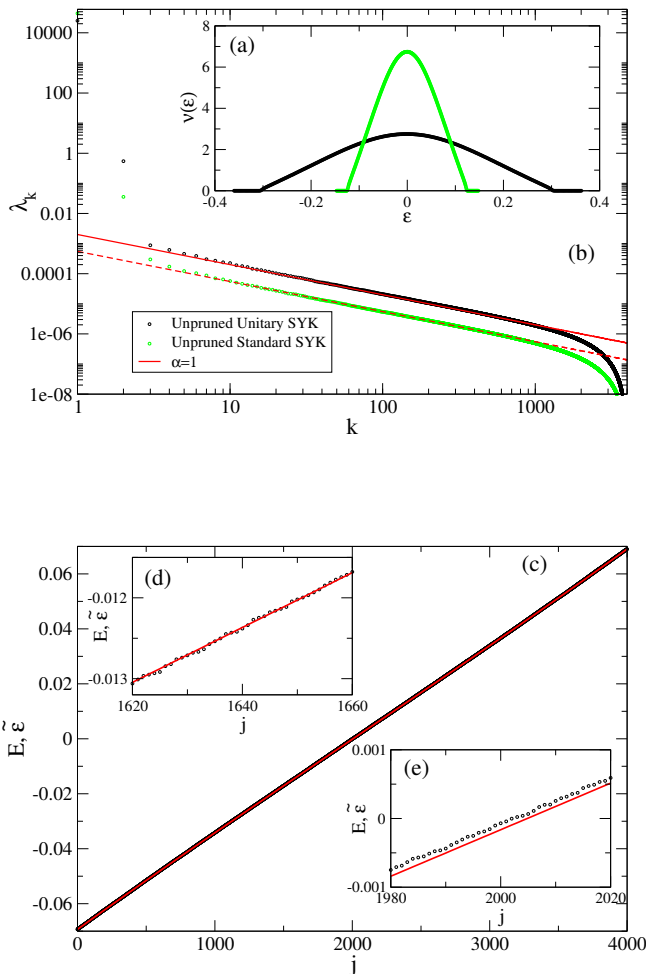 10000
1
0.01
0.0001
1e-06
1e-08
λk
1
10
100
1000
k
(a)
8
6
4
2
0
ν(ε)
-0.4
-0.2
0
0.2
0.4
ε
(b)
Unpruned Unitary SYK
Unpruned Standard SYK
α=1
0.06
0.04
0.02
0
-0.02
-0.04
-0.06
E, ε̃
0
1000
2000
3000
4000
j
(c)
(d)
-0.012
-0.013
E, ε̃
1620
1640
1660
j
(e)
0.001
0
-0.001
E, ε̃
1980
2000
2020
j